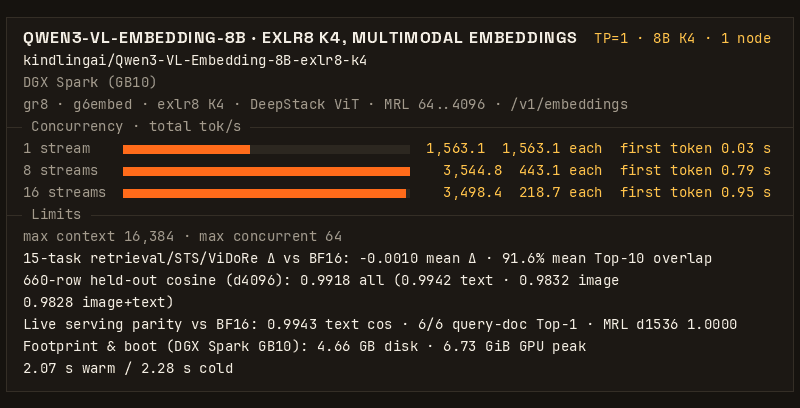 QWEN3-VL-EMBEDDING-8B · EXLR8 K4, MULTIMODAL EMBEDDINGS TP=1 · 8B K4 · 1 node
kindlingai/Qwen3-VL-Embedding-8B-exlr8-k4
DGX Spark (GB10)
gr8 · g6embed · exlr8 K4 · DeepStack ViT · MRL 64..4096 · /v1/embeddings
Concurrency · total tok/s
1 stream 1,563.1 1,563.1 each first token 0.03 s
8 streams 3,544.8 443.1 each first token 0.79 s
16 streams 3,498.4 218.7 each first token 0.95 s
Limits
max context 16,384 · max concurrent 64
15-task retrieval/STS/ViDoRe Δ vs BF16: -0.0010 mean Δ · 91.6% mean Top-10 overlap
660-row held-out cosine (d4096): 0.9918 all (0.9942 text · 0.9832 image
0.9828 image+text)
Live serving parity vs BF16: 0.9943 text cos · 6/6 query-doc Top-1 · MRL d1536 1.0000
Footprint & boot (DGX Spark GB10): 4.66 GB disk · 6.73 GiB GPU peak
2.07 s warm / 2.28 s cold